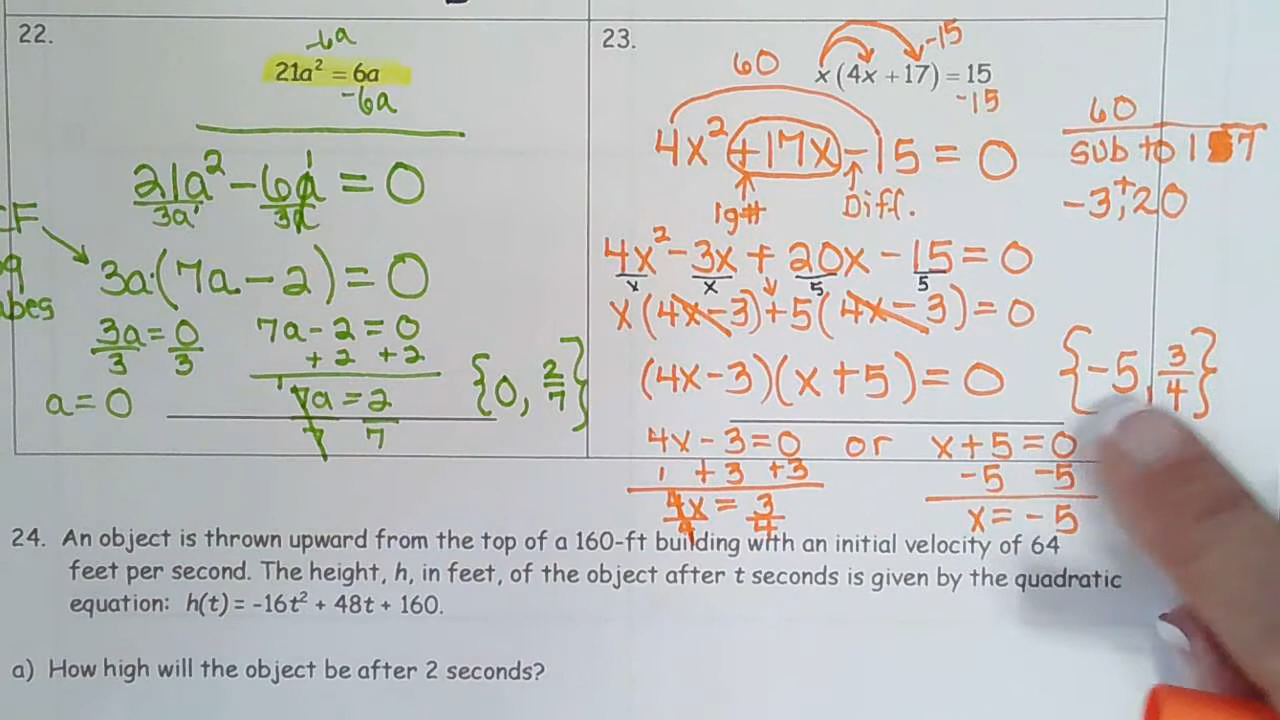 22.
-6a
21a² = 6a
-6a
21a² - 6a = 0
3a 3a
3a·(7a - 2) = 0
3a = 0
3 3
a = 0
7a - 2 = 0
+ 2 + 2
7a = 2
7 7
{0, 2/7}
23.
-15
60
x(4x + 17) = 15
-15
4x² + 17x - 15 = 0
lg# Diff.
60
sub to 17
-3, +20
4x² - 3x + 20x - 15 = 0
x x 5 5
x(4x - 3) + 5(4x - 3) = 0
(4x - 3)(x + 5) = 0
{-5, 3/4}
4x - 3 = 0 or x + 5 = 0
+ 3 + 3 - 5 - 5
4x = 3 x = - 5
4 4
24. An object is thrown upward from the top of a 160-ft building with an initial velocity of 64
feet per second. The height, h, in feet, of the object after t seconds is given by the quadratic
equation: h(t) = -16t² + 48t + 160.
a) How high will the object be after 2 seconds?